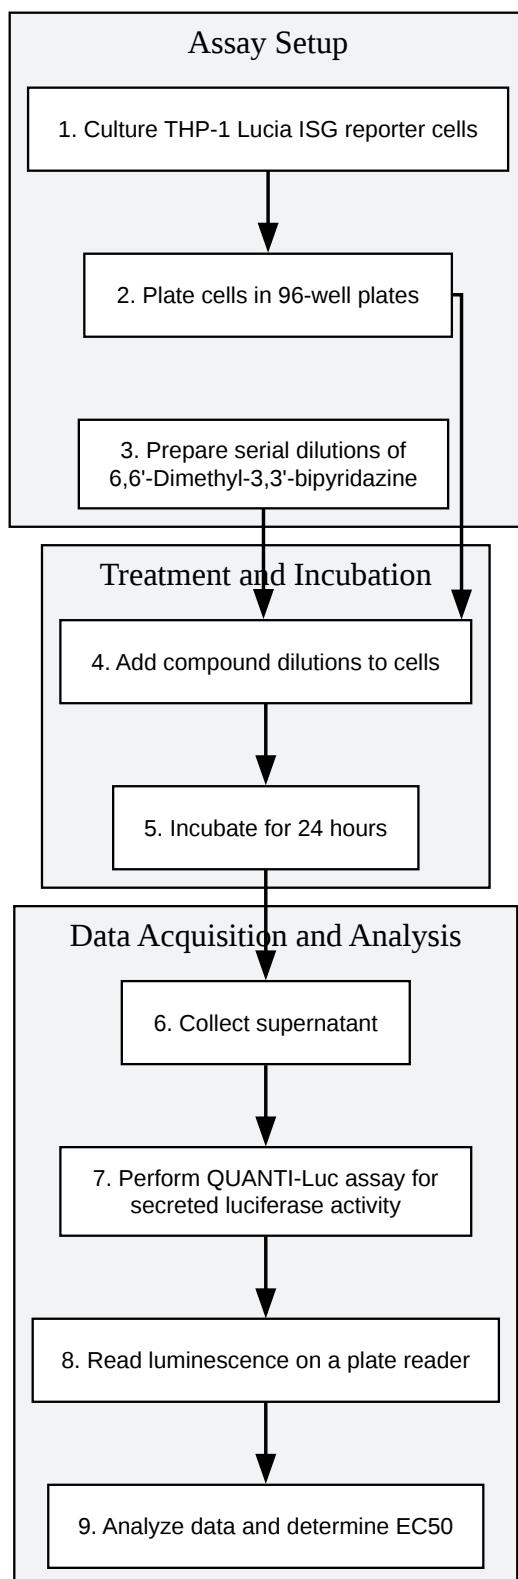 Assay Setup
1. Culture THP-1 Lucia ISG reporter cells
2. Plate cells in 96-well plates
3. Prepare serial dilutions of
6,6'-Dimethyl-3,3'-bipyridazine
Treatment and Incubation
4. Add compound dilutions to cells
5. Incubate for 24 hours
Data Acquisition and Analysis
6. Collect supernatant
7. Perform QUANTI-Luc assay for
secreted luciferase activity
8. Read luminescence on a plate reader
9. Analyze data and determine EC50